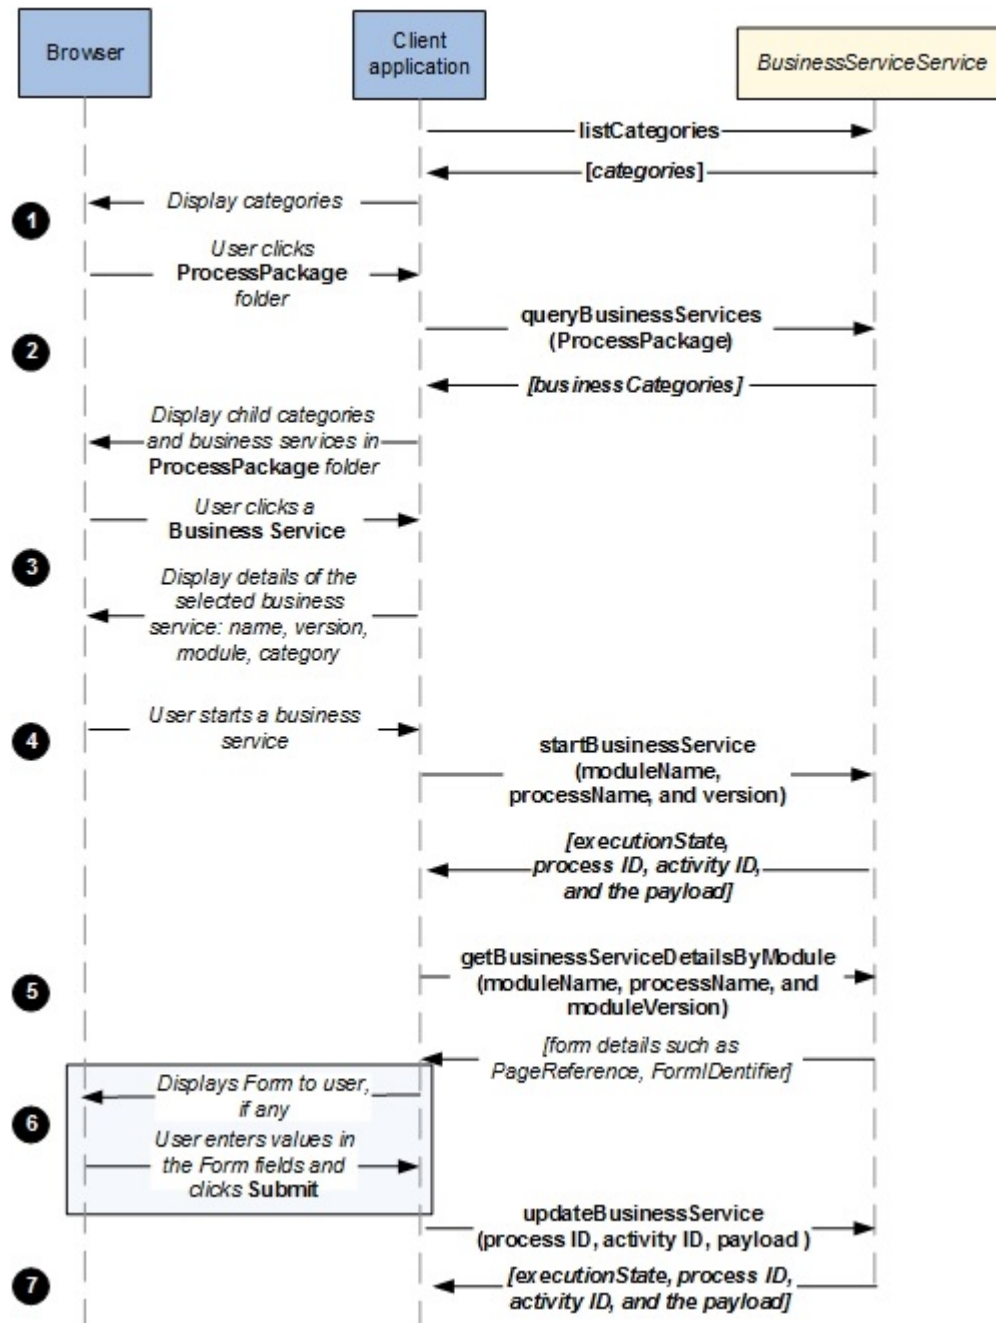 Browser
Client
application
BusinessServiceService
listCategories
[categories]
Display categories
1
User clicks
ProcessPackage
folder
queryBusinessServices
(ProcessPackage)
2
[businessCategories]
Display child categories
and business services in
ProcessPackage folder
User clicks a
Business Service
3
Display details of the
selected business
service: name, version,
module, category
User starts a business
service
4
startBusinessService
(moduleName,
processName, and version)
[executionState,
process ID, activity ID,
and the payload]
getBusinessServiceDetailsByModule
(moduleName, processName, and
moduleVersion)
5
[form details such as
PageReference, FormIDentifier]
Displays Form to user,
if any
6
User enters values in
the Form fields and
clicks Submit
updateBusinessService
(process ID, activity ID, payload )
7
[executionState, process ID,
activity ID, and the payload]